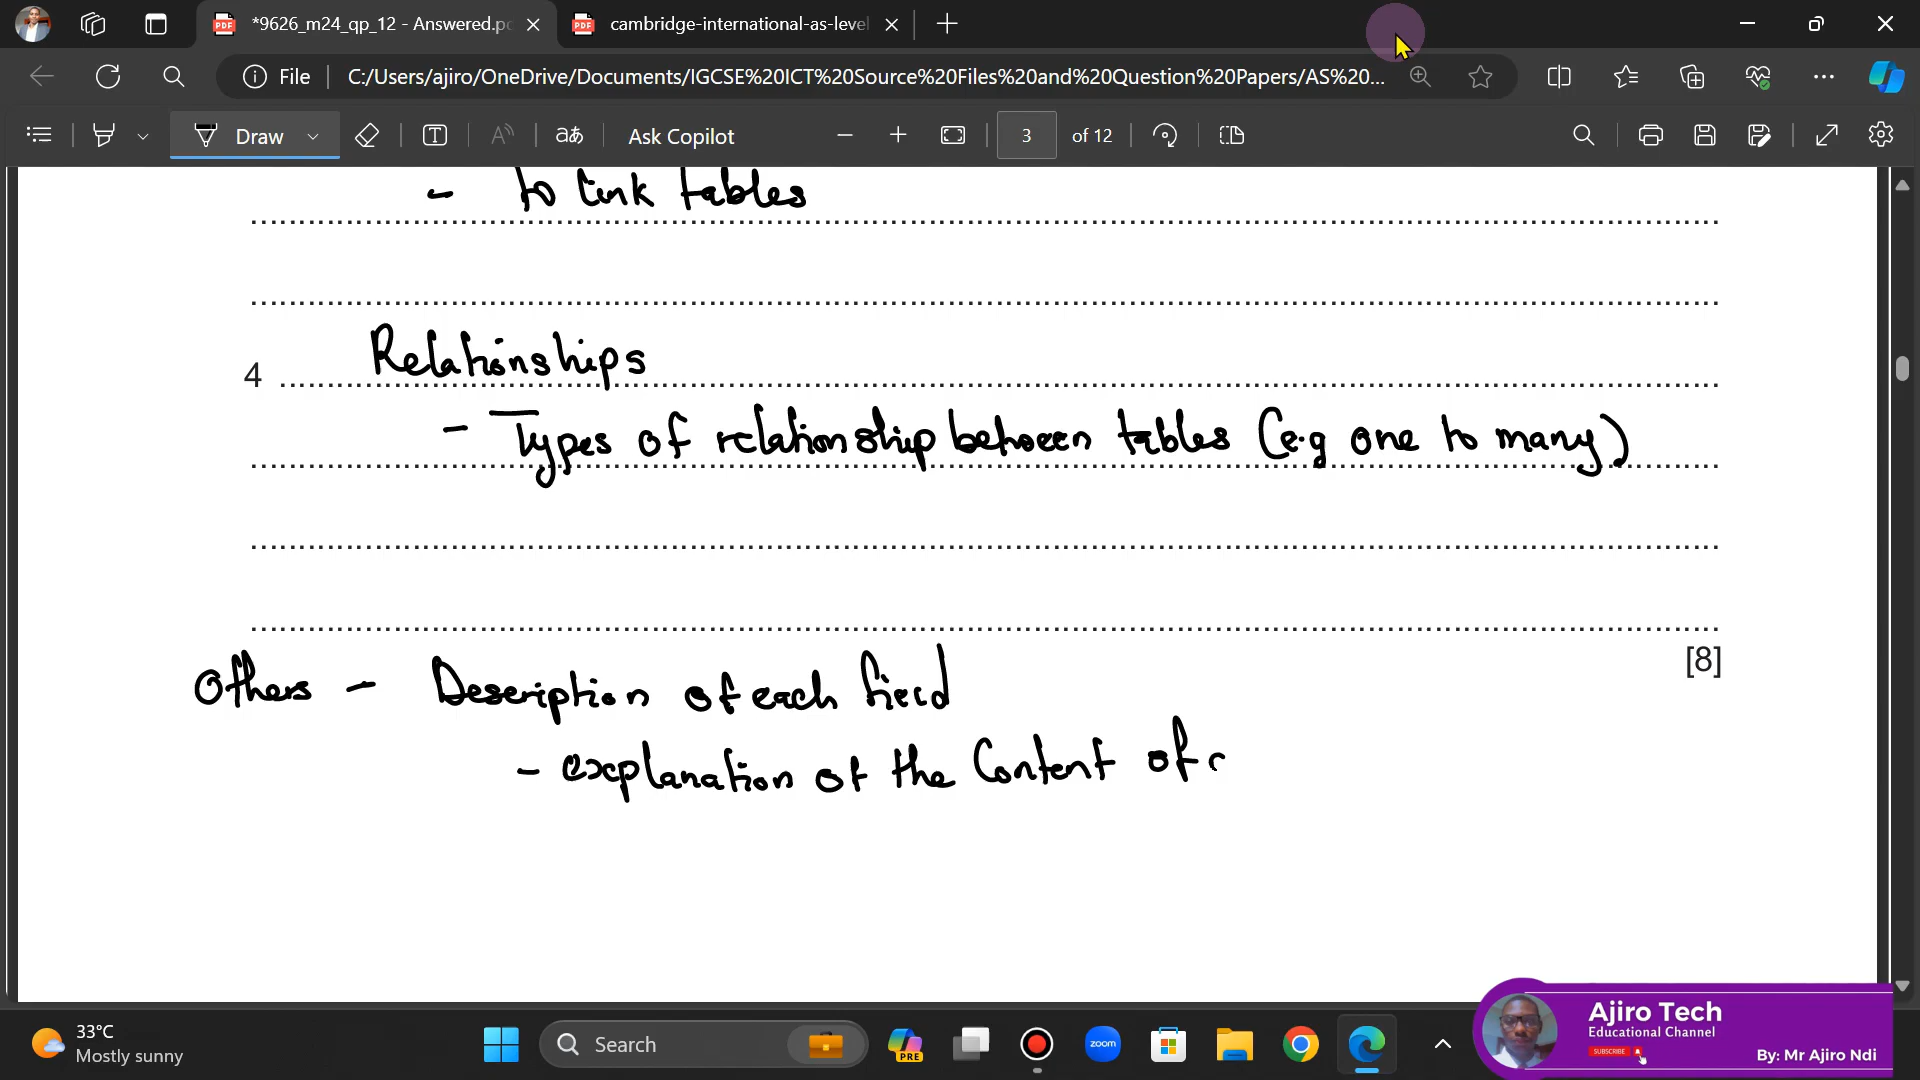 *9626_m24_qp_12 - Answered.pd
cambridge-international-as-level
File
C:/Users/ajiro/OneDrive/Documents/IGCSE%20ICT%20Source%20Files%20and%20Question%20Papers/AS%20...
Draw
Ask Copilot
3 of 12
- to link tables
4 Relationships
- Types of relationship between tables (e.g one to many)
[8]
Others - Description of each field
- explanation of the Content of
33°C
Mostly sunny
Search
PRE
zoom
Ajiro Tech
Educational Channel
SUBSCRIBE
By: Mr Ajiro Ndi